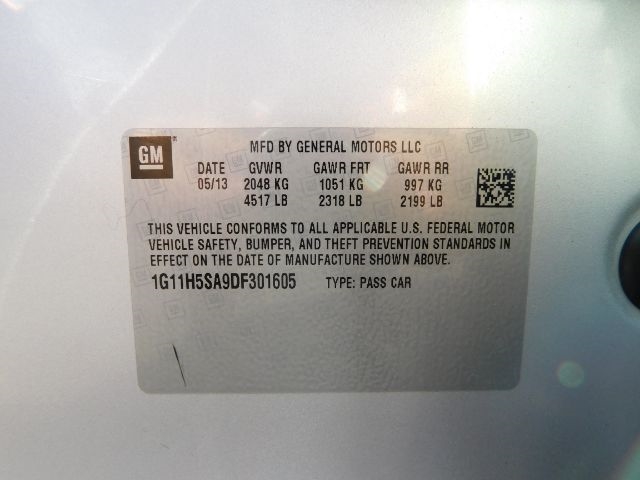 GM
MFD BY GENERAL MOTORS LLC
DATE GVWR GAWR FRT GAWR RR
05/13 2048 KG 1051 KG 997 KG
4517 LB 2318 LB 2199 LB
THIS VEHICLE CONFORMS TO ALL APPLICABLE U.S. FEDERAL MOTOR
VEHICLE SAFETY, BUMPER, AND THEFT PREVENTION STANDARDS IN
EFFECT ON THE DATE OF MANUFACTURE SHOWN ABOVE.
1G11H5SA9DF301605 TYPE: PASS CAR